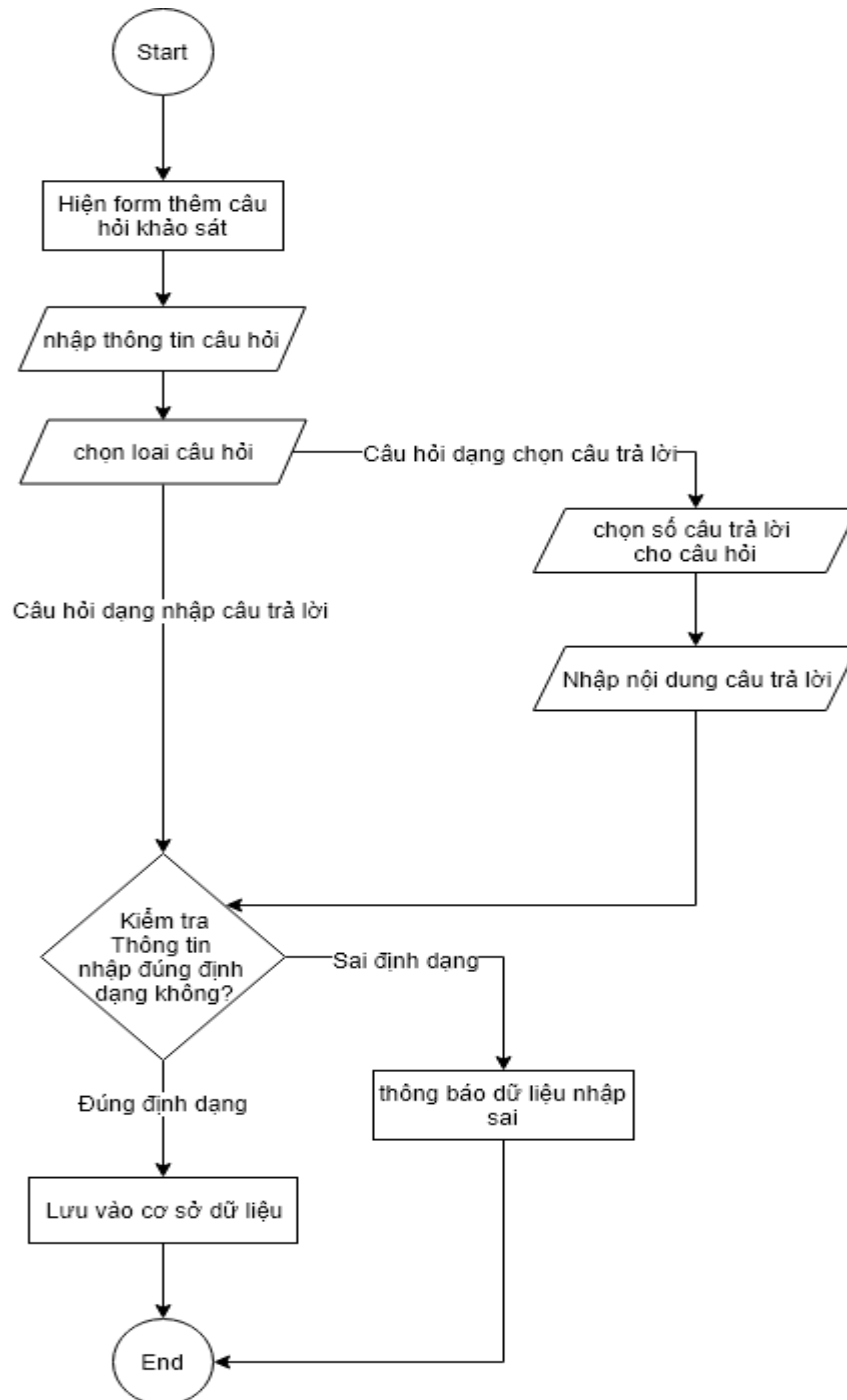 Start
Hiện form thêm câu
hỏi khảo sát
nhập thông tin câu hỏi
chọn loai câu hỏi
Câu hỏi dạng chọn câu trả lời
chọn số câu trả lời
cho câu hỏi
Câu hỏi dạng nhập câu trả lời
Nhập nội dung câu trả lời
Kiểm tra
Thông tin
nhập đúng định
dạng không?
Sai định dạng
Đúng định dạng
thông báo dữ liệu nhập
sai
Lưu vào cơ sở dữ liệu
End